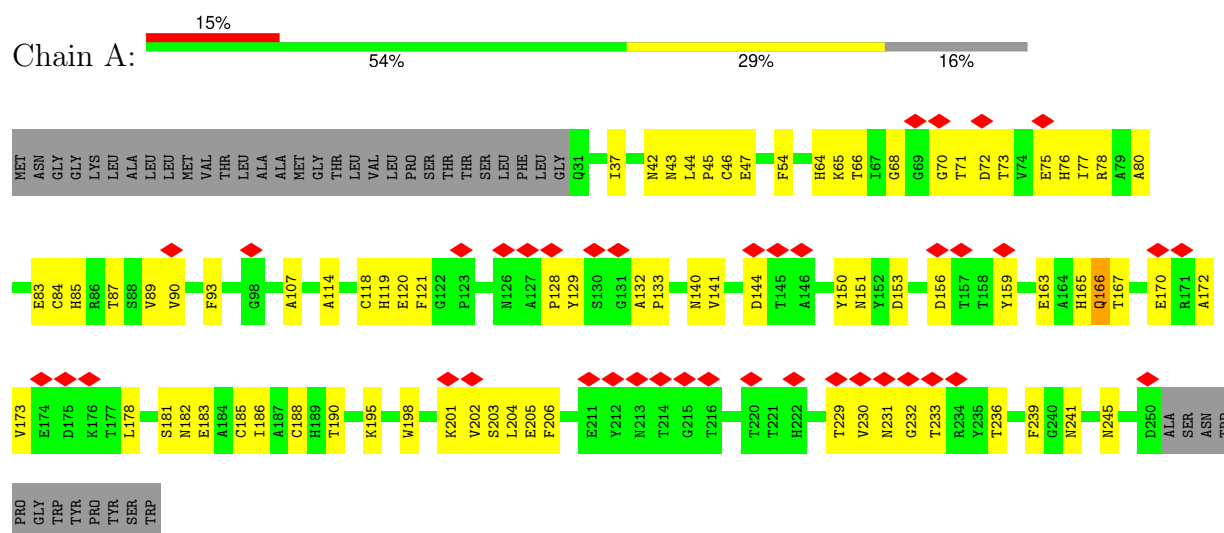 15%
Chain A:
54% 29% 16%
MET ASN GLY GLY LYS LEU ALA LEU LEU MET VAL THR LEU ALA ALA MET GLY THR LEU VAL LEU PRO SER THR THR SER LEU PHE LEU GLY Q31 I37 N42 N43 L44 P45 C46 E47 F54 H64 K65 T66 I67 G68 G69 G70 T71 D72 T73 V74 E75 H76 I77 R78 A79 A80
E83 C84 H85 R86 T87 S88 V89 V90 F93 G98 A107 A114 C118 H119 E120 F121 G122 P123 N126 A127 P128 Y129 S130 G131 A132 P133 N140 V141 D144 T145 A146 Y150 N151 Y152 D153 D156 T157 T158 Y159 E163 A164 H165 Q166 T167 E170 R171 A172
V173 E174 D175 K176 T177 L178 S181 N182 E183 A184 C185 I186 A187 C188 H189 T190 K195 W198 K201 V202 S203 L204 E205 F206 E211 Y212 N213 T214 G215 T216 T220 T221 H222 T229 V230 N231 G232 T233 R234 Y235 T236 F239 G240 N241 N245 D250 ALA SER ASN TRP
PRO GLY TRP TYR PRO TYR SER TRP